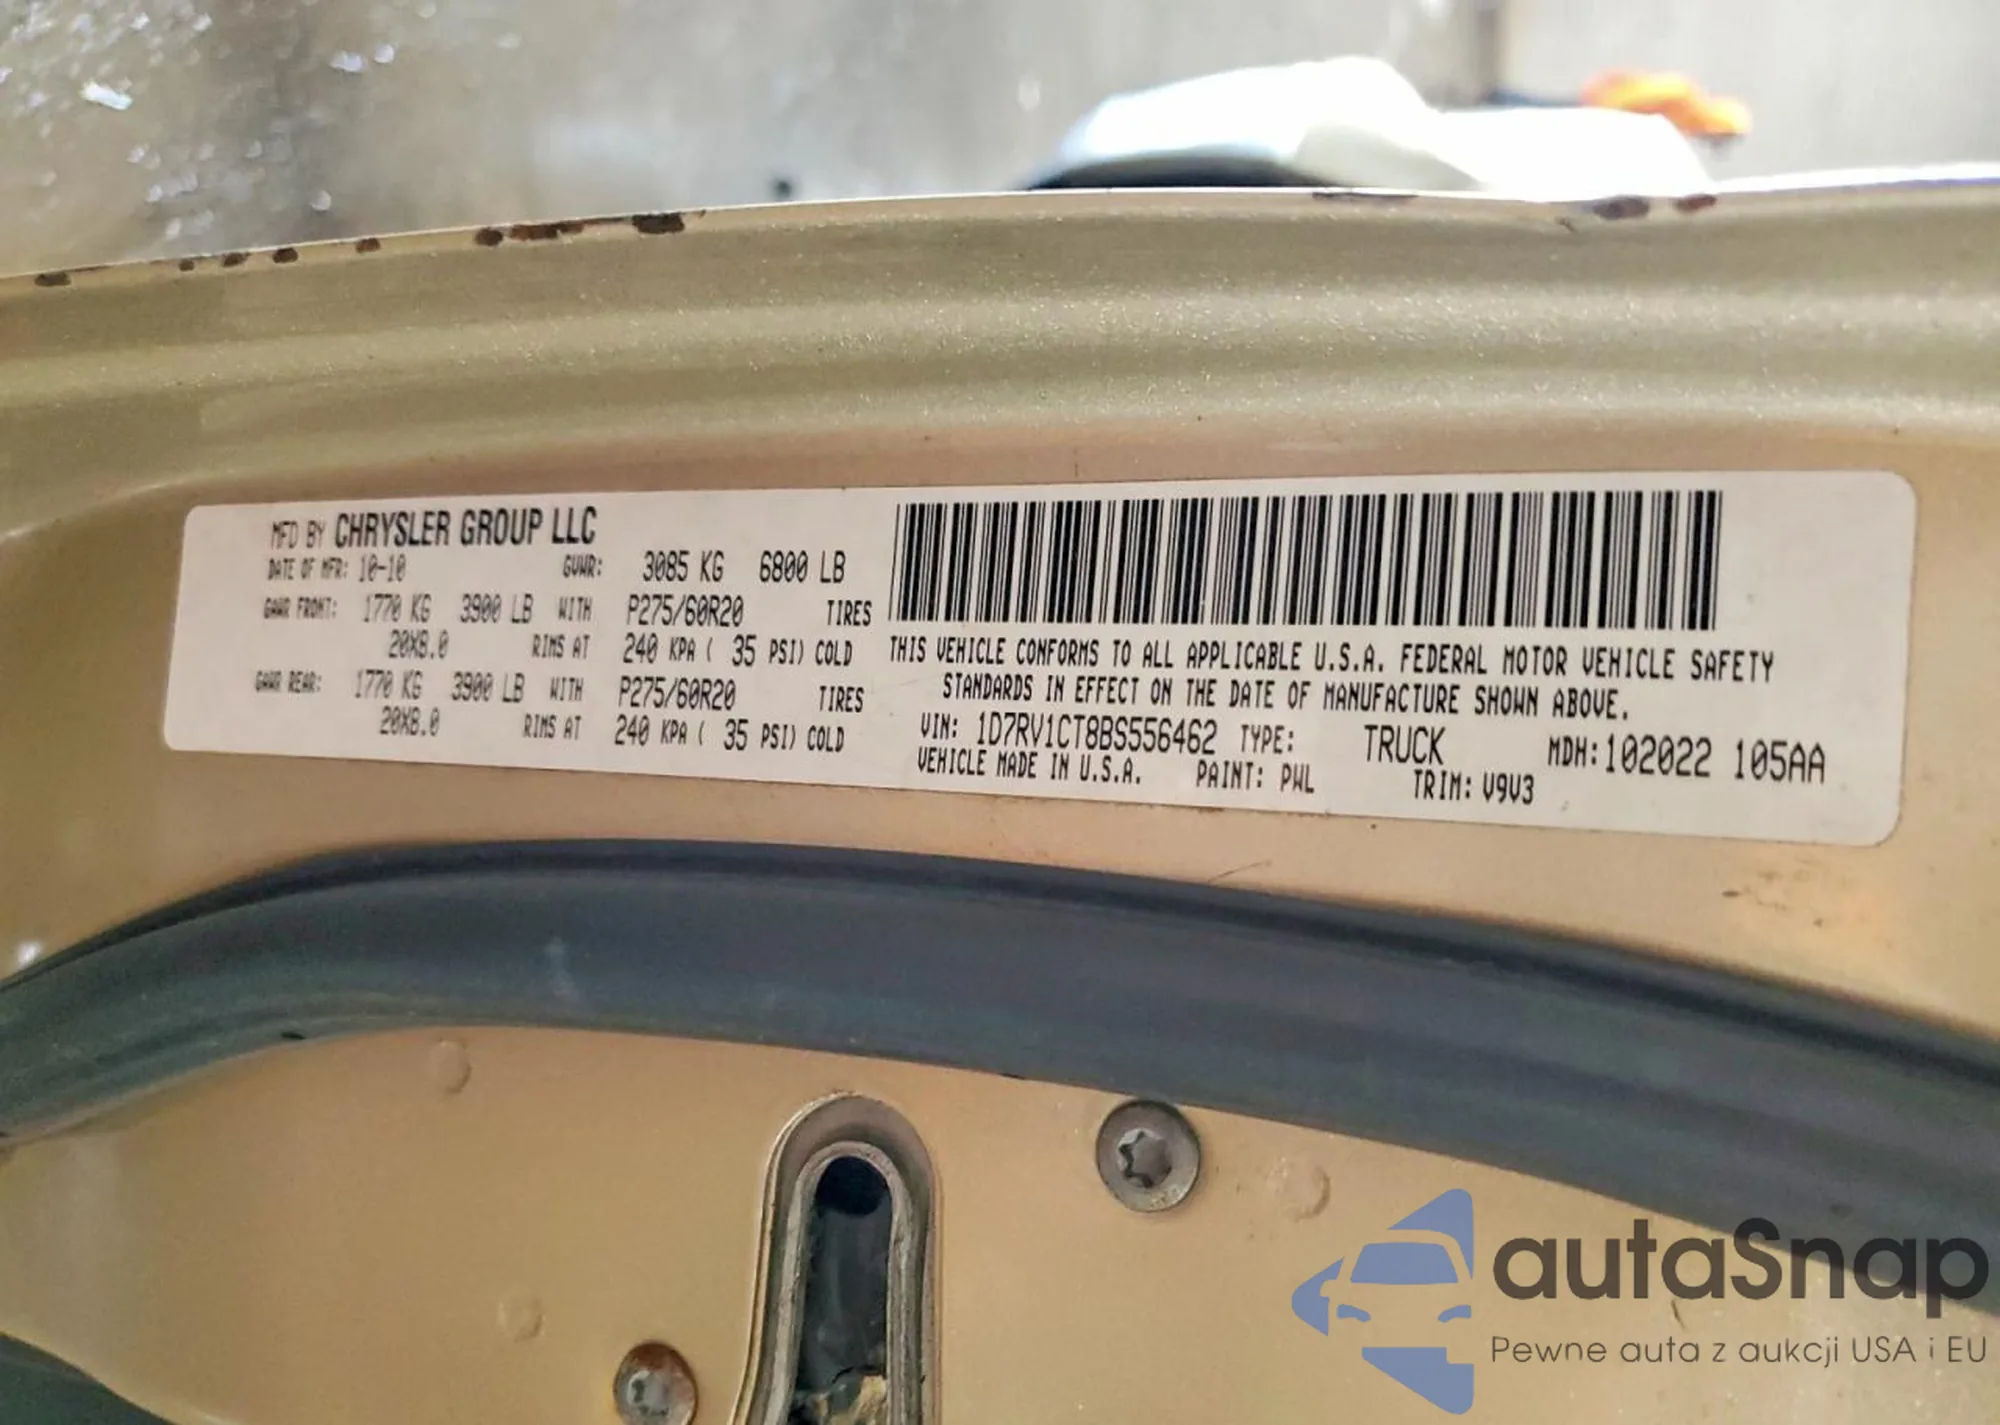 MFD BY CHRYSLER GROUP LLC
DATE OF MFR: 10-10 GVWR: 3085 KG 6800 LB
GAWR FRONT: 1770 KG 3900 LB WITH P275/60R20 TIRES
20X8.0 RIMS AT 240 KPA ( 35 PSI) COLD
GAWR REAR: 1770 KG 3900 LB WITH P275/60R20 TIRES
20X8.0 RIMS AT 240 KPA ( 35 PSI) COLD
THIS VEHICLE CONFORMS TO ALL APPLICABLE U.S.A. FEDERAL MOTOR VEHICLE SAFETY
STANDARDS IN EFFECT ON THE DATE OF MANUFACTURE SHOWN ABOVE.
VIN: 1D7RV1CT8BS556462 TYPE: TRUCK MDH:102022 105AA
VEHICLE MADE IN U.S.A. PAINT: PWL TRIM: V9V3
autaSnap
Pewne auta z aukcji USA i EU